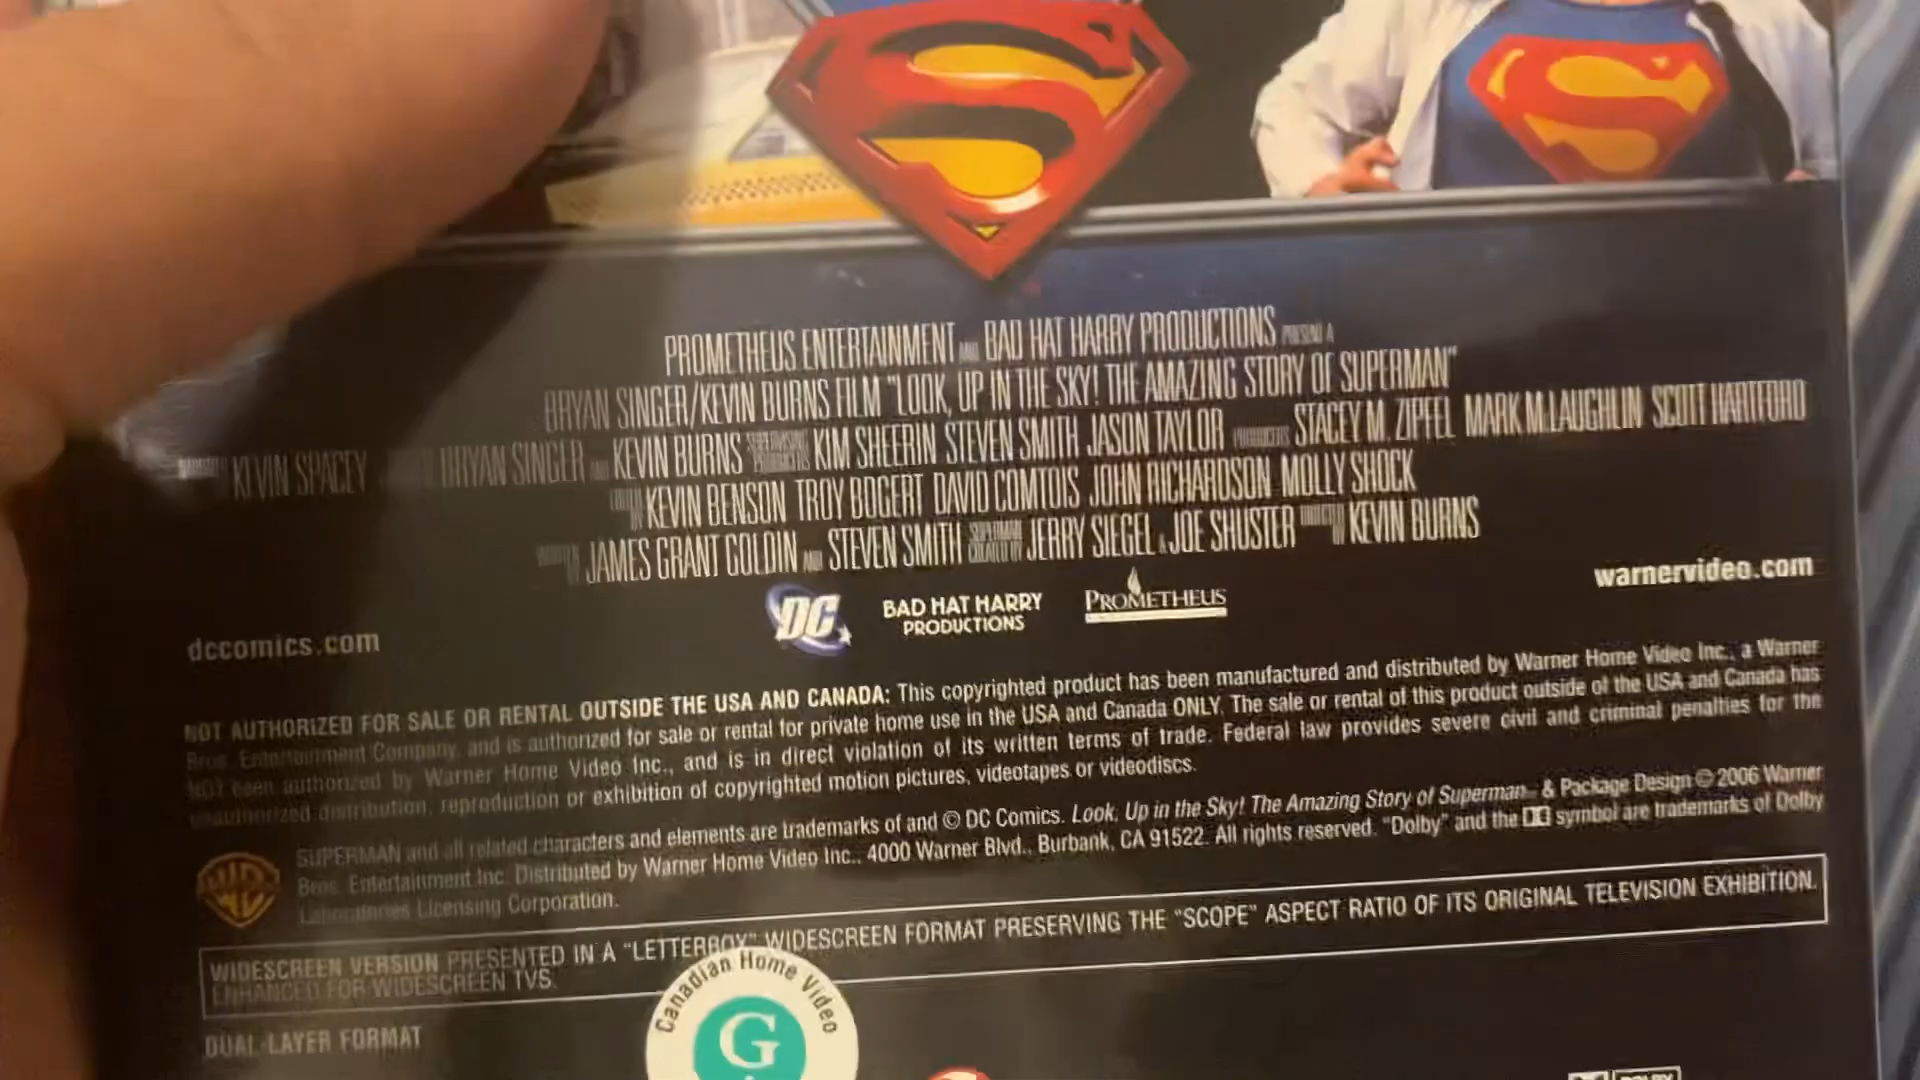 PROMETHEUS ENTERTAINMENT AND BAD HAT HARRY PRODUCTIONS PRESENT A
BRYAN SINGER/KEVIN BURNS FILM "LOOK, UP IN THE SKY! THE AMAZING STORY OF SUPERMAN"
KEVIN SPACEY BRYAN SINGER AND KEVIN BURNS SUPERVISING PRODUCERS KIM SHEERIN STEVEN SMITH JASON TAYLOR PRODUCERS STACEY M. ZIPFEL MARK McLAUGHLIN SCOTT HARTFORD
KEVIN BENSON TROY BOGERT DAVID COMTOIS JOHN RICHARDSON MOLLY SHOCK
JAMES GRANT GOLDIN AND STEVEN SMITH SUPERMAN CREATED BY JERRY SIEGEL & JOE SHUSTER DIRECTED BY KEVIN BURNS
warnervideo.com
DC
BAD HAT HARRY
PRODUCTIONS
PROMETHEUS
dccomics.com
NOT AUTHORIZED FOR SALE OR RENTAL OUTSIDE THE USA AND CANADA: This copyrighted product has been manufactured and distributed by Warner Home Video Inc., a Warner
Bros. Entertainment Company, and is authorized for sale or rental for private home use in the USA and Canada ONLY. The sale or rental of this product outside of the USA and Canada has
NOT been authorized by Warner Home Video Inc., and is in direct violation of its written terms of trade. Federal law provides severe civil and criminal penalties for the
unauthorized distribution, reproduction or exhibition of copyrighted motion pictures, videotapes or videodiscs.
SUPERMAN and all related characters and elements are trademarks of and © DC Comics. Look, Up in the Sky! The Amazing Story of Superman & Package Design © 2006 Warner
Bros. Entertainment Inc. Distributed by Warner Home Video Inc., 4000 Warner Blvd., Burbank, CA 91522. All rights reserved. "Dolby" and the symbol are trademarks of Dolby
Laboratories Licensing Corporation.
WB
WIDESCREEN VERSION PRESENTED IN A "LETTERBOX" WIDESCREEN FORMAT PRESERVING THE "SCOPE" ASPECT RATIO OF ITS ORIGINAL TELEVISION EXHIBITION.
ENHANCED FOR WIDESCREEN TVS.
DUAL-LAYER FORMAT
Canadian Home Video
G